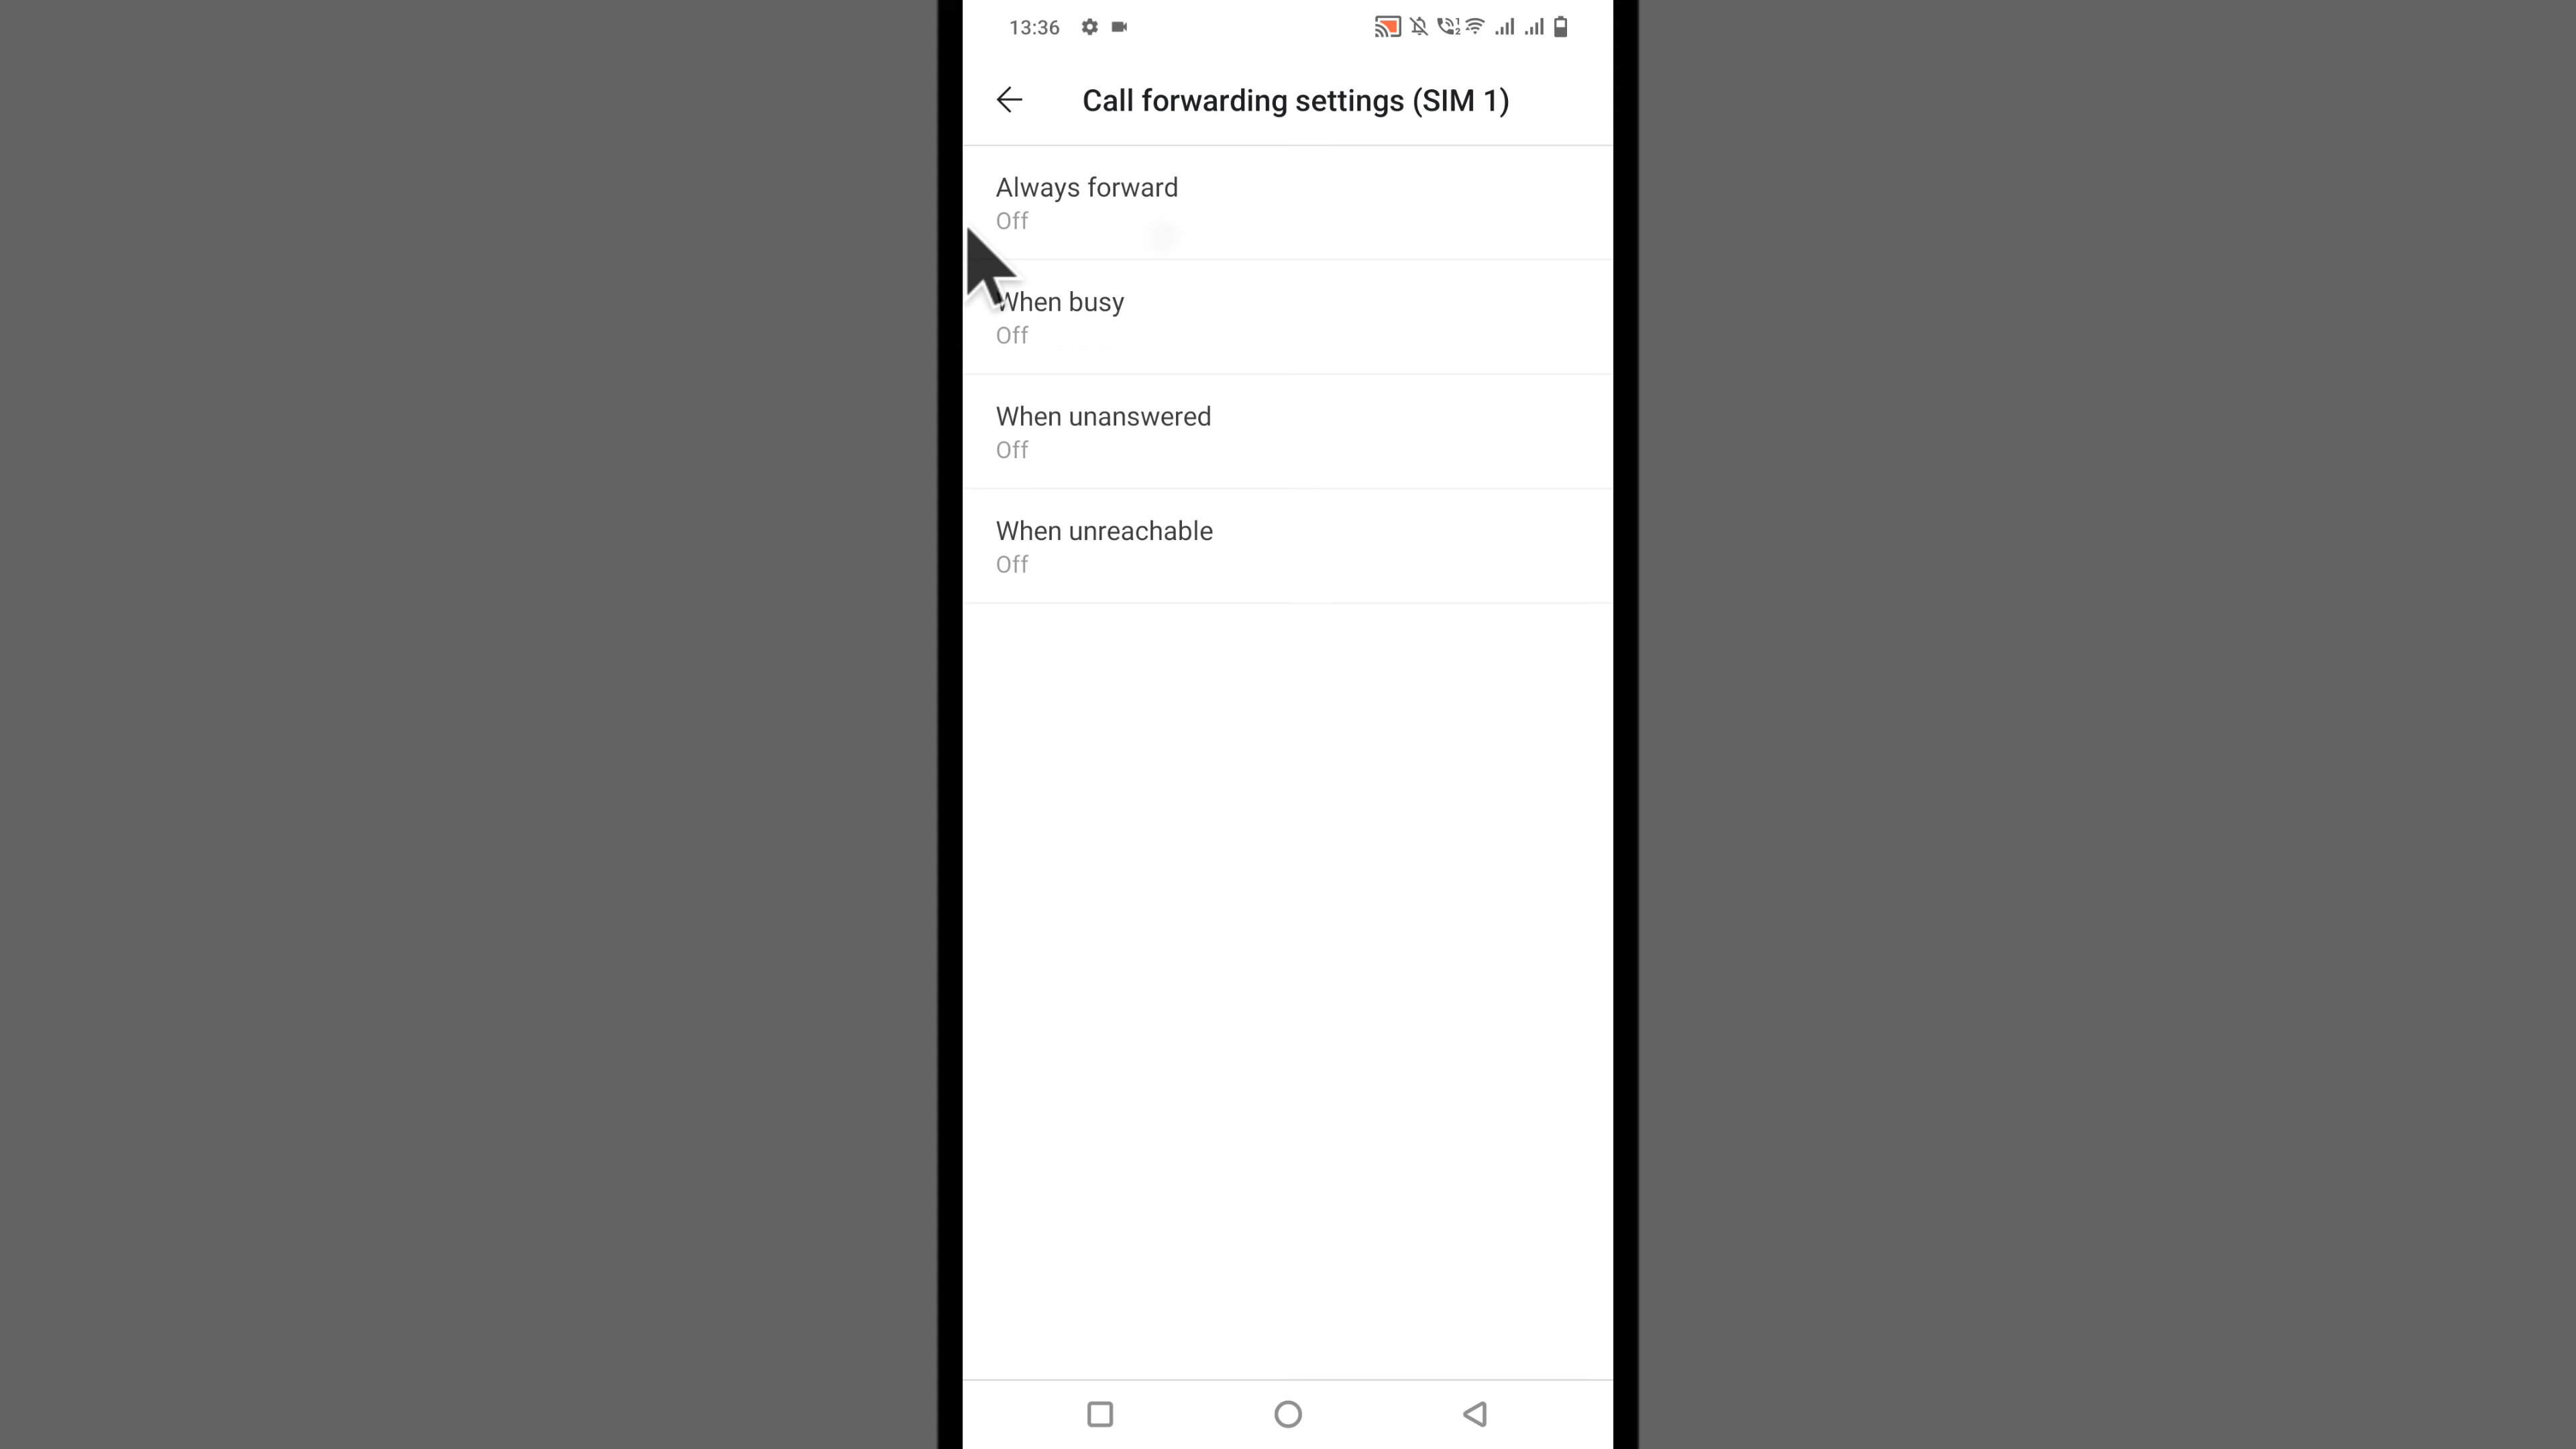 13:36
Call forwarding settings (SIM 1)
Always forward
Off
When busy
Off
When unanswered
Off
When unreachable
Off